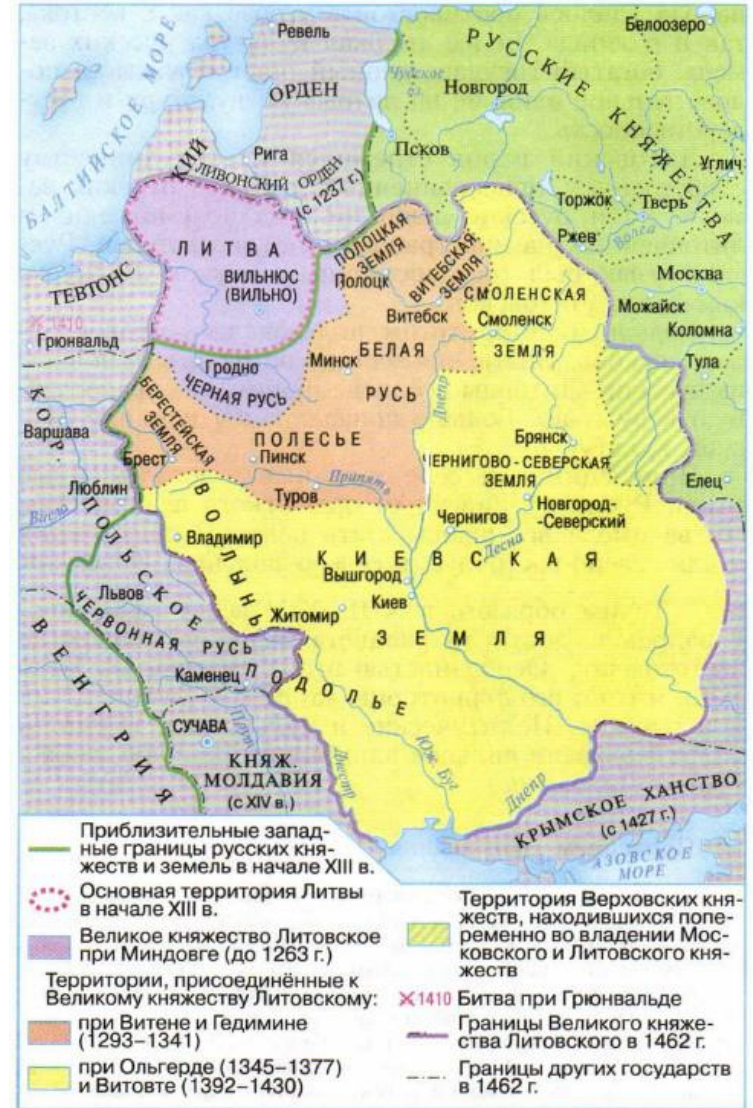 Ревель
Белоозеро
РУССКИЕ КНЯЖЕСТВА
БАЛТИЙСКОЕ МОРЕ
ОРДЕН
Чудское оз.
Новгород
Псков
Рига
КИЙ
ЛИВОНСКИЙ ОРДЕН
(с 1237 г.)
Углич
Торжок
Тверь
Ржев
Волга
ЛИТВА
ПОЛОЦКАЯ ЗЕМЛЯ
ВИТЕБСКАЯ ЗЕМЛЯ
Москва
ВИЛЬНЮС
(ВИЛЬНО)
Полоцк
ТЕВТОНС
СМОЛЕНСКАЯ
Можайск
Витебск
Смоленск
1410
Коломна
Грюнвальд
БЕЛАЯ
ЗЕМЛЯ
Минск
Тула
Гродно
Днепр
ЧЕРНАЯ РУСЬ
РУСЬ
КОР. ПОЛЬСКОЕ
БЕРЕСТЕЙСКАЯ ЗЕМЛЯ
Варшава
ПОЛЕСЬЕ
Брянск
Брест
Пинск
ЧЕРНИГОВО-СЕВЕРСКАЯ
ЗЕМЛЯ
Припять
Елец
Люблин
Туров
Новгород-
-Северский
Висла
ВОЛЫНЬ
Чернигов
Владимир
Десна
КИЕВСКАЯ
Вышгород
Львов
Киев
Житомир
ЗЕМЛЯ
ЧЕРВОННАЯ РУСЬ
ВЕНГРИЯ
Каменец
ПОДОЛЬЕ
СУЧАВА
Прут
КНЯЖ.
МОЛДАВИЯ
(с XIV в.)
Днестр
Юж. Буг
Днепр
КРЫМСКОЕ ХАНСТВО
(с 1427 г.)
АЗОВСКОЕ
МОРЕ
Приблизительные запад-
ные границы русских кня-
жеств и земель в начале XIII в.
Основная территория Литвы
в начале XIII в.
Великое княжество Литовское
при Миндовге (до 1263 г.)
Территории, присоединённые к
Великому княжеству Литовскому:
при Витене и Гедимине
(1293–1341)
при Ольгерде (1345–1377)
и Витовте (1392–1430)
Территория Верховских кня-
жеств, находившихся попе-
ременно во владении Мос-
ковского и Литовского кня-
жеств
1410 Битва при Грюнвальде
Границы Великого княже-
ства Литовского в 1462 г.
Границы других государств
в 1462 г.